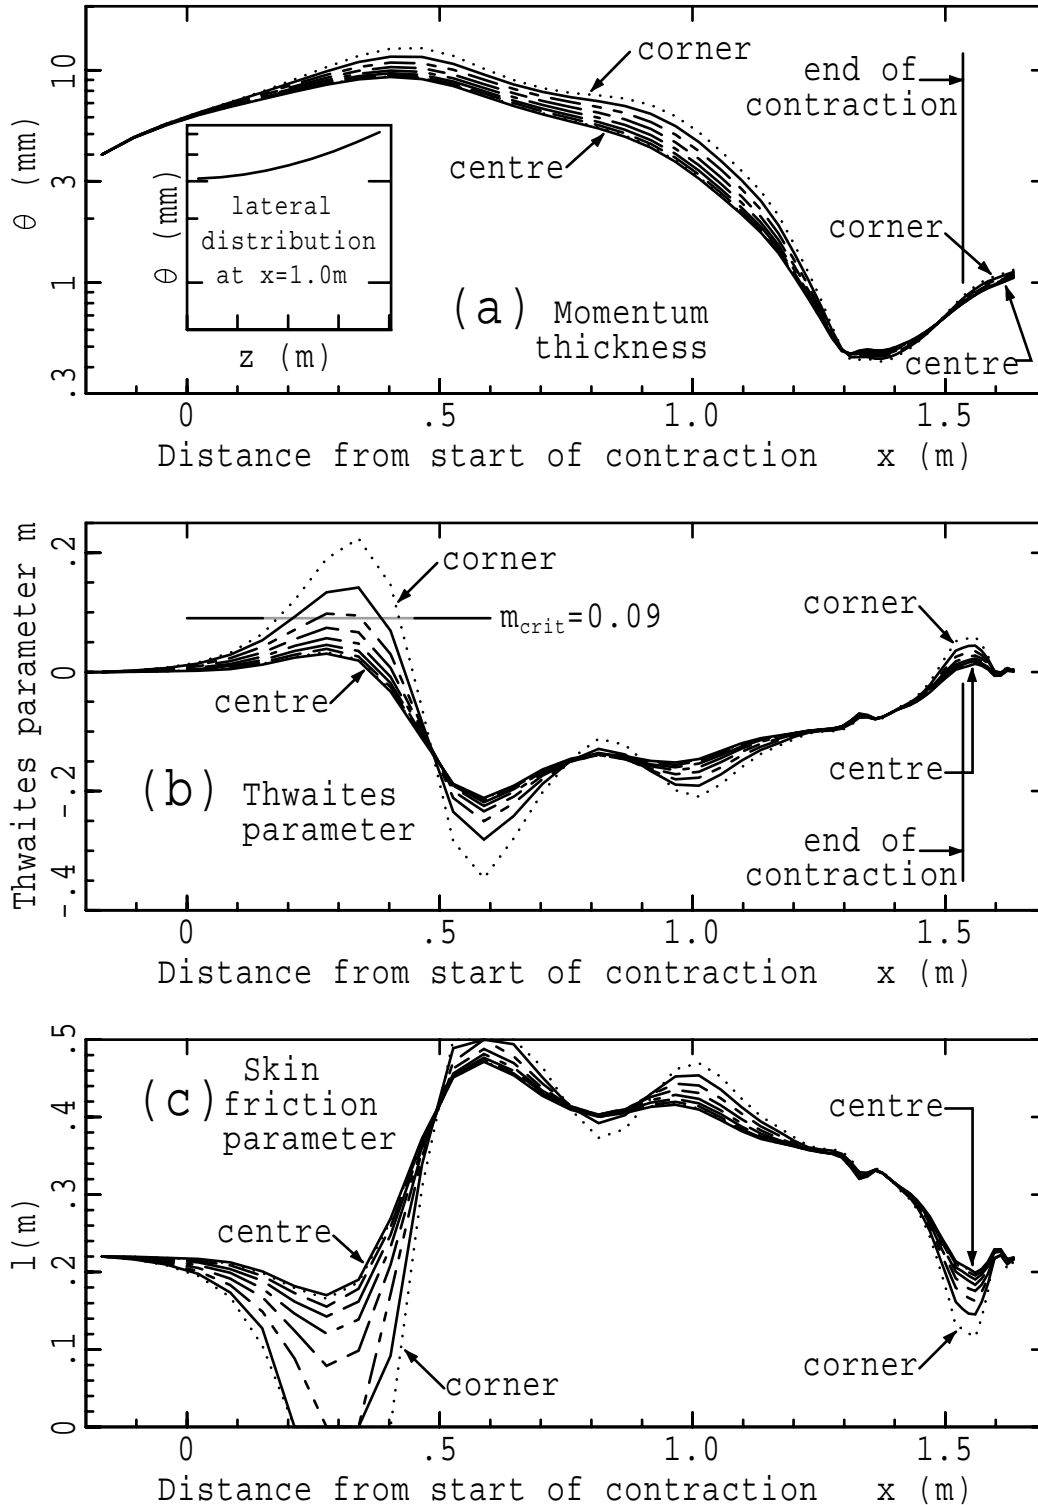 corner
end of
contraction
10
θ (mm)
centre
3
θ (mm)
lateral
distribution
at x=1.0m
corner
1
(a) Momentum
thickness
z (m)
centre
.3
0
.5
1.0
1.5
Distance from start of contraction x (m)
Thwaites parameter m
.2
corner
corner
m_crit=0.09
0
centre
centre
-.2
(b) Thwaites
parameter
end of
contraction
-.4
0
.5
1.0
1.5
Distance from start of contraction x (m)
.5
(c) Skin
friction
parameter
centre
.4
.3
l(m)
centre
.2
.1
corner
corner
0
0
.5
1.0
1.5
Distance from start of contraction x (m)